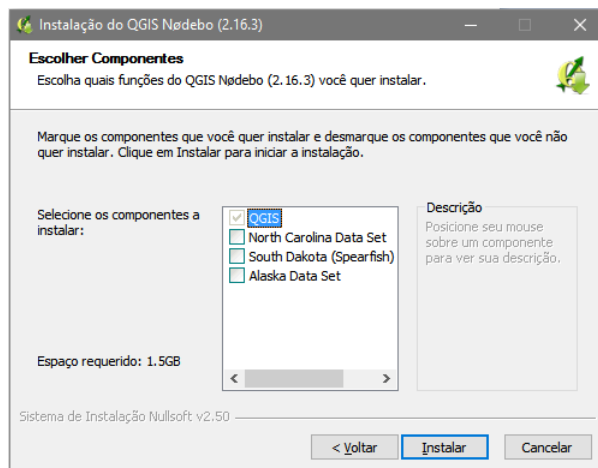 Instalação do QGIS Nødebo (2.16.3)
Escolher Componentes
Escolha quais funções do QGIS Nødebo (2.16.3) você quer instalar.
Marque os componentes que você quer instalar e desmarque os componentes que você não
quer instalar. Clique em Instalar para iniciar a instalação.
Selecione os componentes a
instalar:
QGIS
North Carolina Data Set
South Dakota (Spearfish)
Alaska Data Set
Descrição
Posicione seu mouse
sobre um componente
para ver sua descrição.
Espaço requerido: 1.5GB
Sistema de Instalação Nullsoft v2.50
< Voltar
Instalar
Cancelar